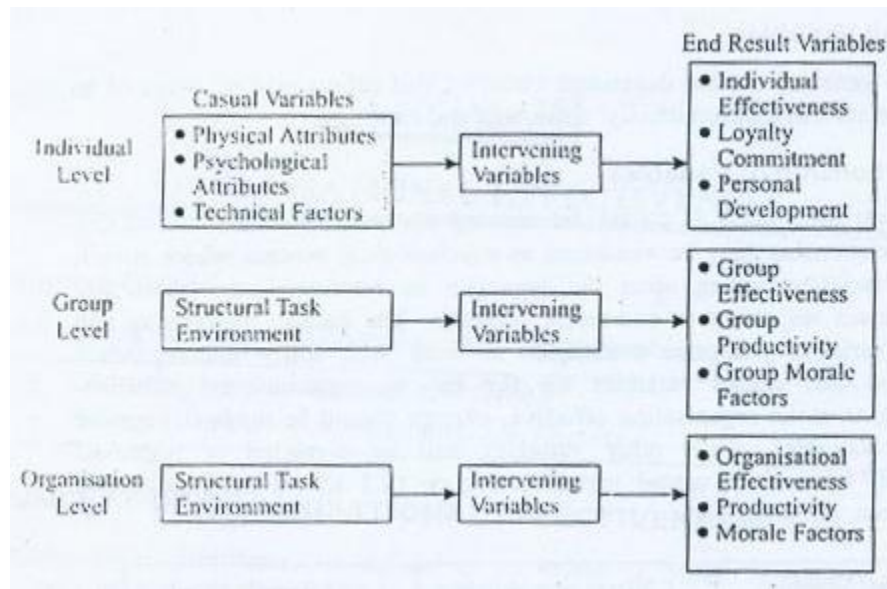 End Result Variables
Casual Variables
Individual
Level
• Physical Attributes
• Psychological
Attributes
• Technical Factors
Intervening
Variables
• Individual
Effectiveness
• Loyalty
Commitment
• Personal
Development
Group
Level
Structural Task
Environment
Intervening
Variables
• Group
Effectiveness
• Group
Productivity
• Group Morale
Factors
Organisation
Level
Structural Task
Environment
Intervening
Variables
• Organisatioal
Effectiveness
• Productivity
• Morale Factors